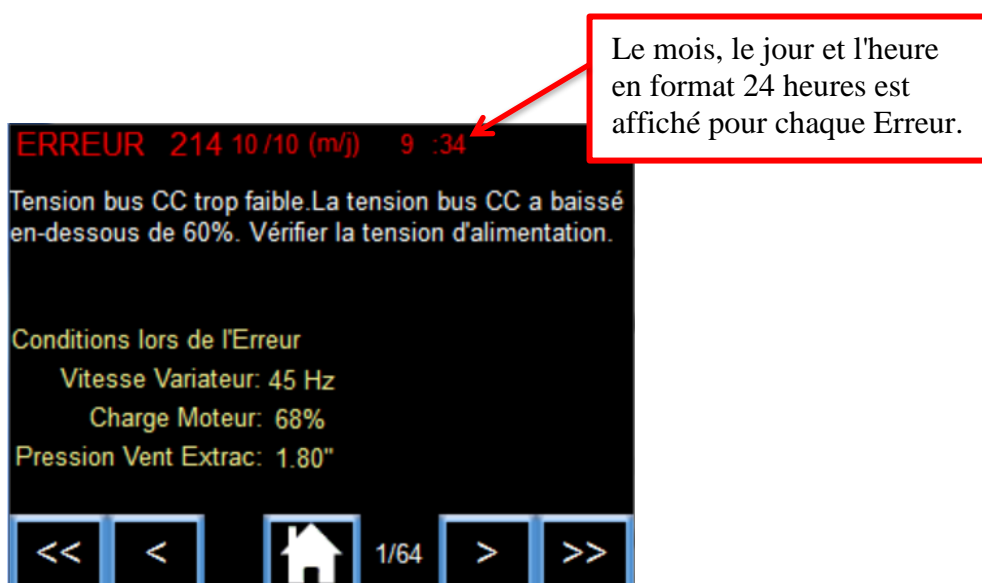 Le mois, le jour et l'heure
en format 24 heures est
affiché pour chaque Erreur.
ERREUR 214 10/10 (m/j) 9 :34
Tension bus CC trop faible.La tension bus CC a baissé
en-dessous de 60%. Vérifier la tension d'alimentation.
Conditions lors de l'Erreur
Vitesse Variateur: 45 Hz
Charge Moteur: 68%
Pression Vent Extrac: 1.80"
<< < 1/64 > >>